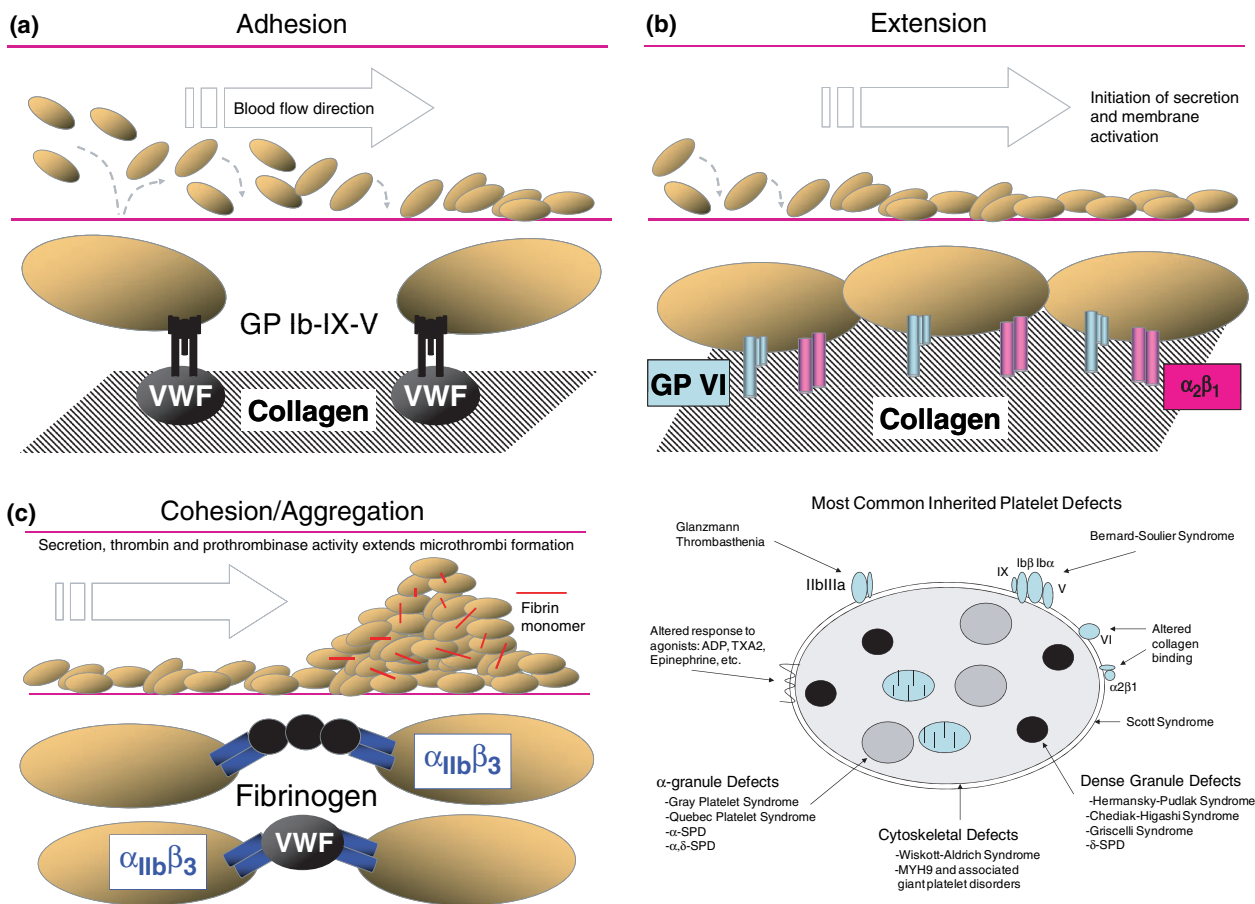 (a)
Adhesion
Blood flow direction
GP Ib-IX-V
VWF
VWF
Collagen
(b)
Extension
Initiation of secretion
and membrane
activation
GP VI
α2β1
Collagen
(c)
Cohesion/Aggregation
Secretion, thrombin and prothrombinase activity extends microthrombi formation
Fibrin
monomer
αIIbβ3
Fibrinogen
VWF
αIIbβ3
Most Common Inherited Platelet Defects
Glanzmann
Thrombasthenia
IIbIIIa
Bernard-Soulier Syndrome
IX
Ibβ Ibα
V
VI
Altered
collagen
binding
α2β1
Altered response to
agonists: ADP, TXA2,
Epinephrine, etc.
Scott Syndrome
α-granule Defects
-Gray Platelet Syndrome
-Quebec Platelet Syndrome
-α-SPD
-α,δ-SPD
Cytoskeletal Defects
-Wiskott-Aldrich Syndrome
-MYH9 and associated
giant platelet disorders
Dense Granule Defects
-Hermansky-Pudlak Syndrome
-Chediak-Higashi Syndrome
-Griscelli Syndrome
-δ-SPD